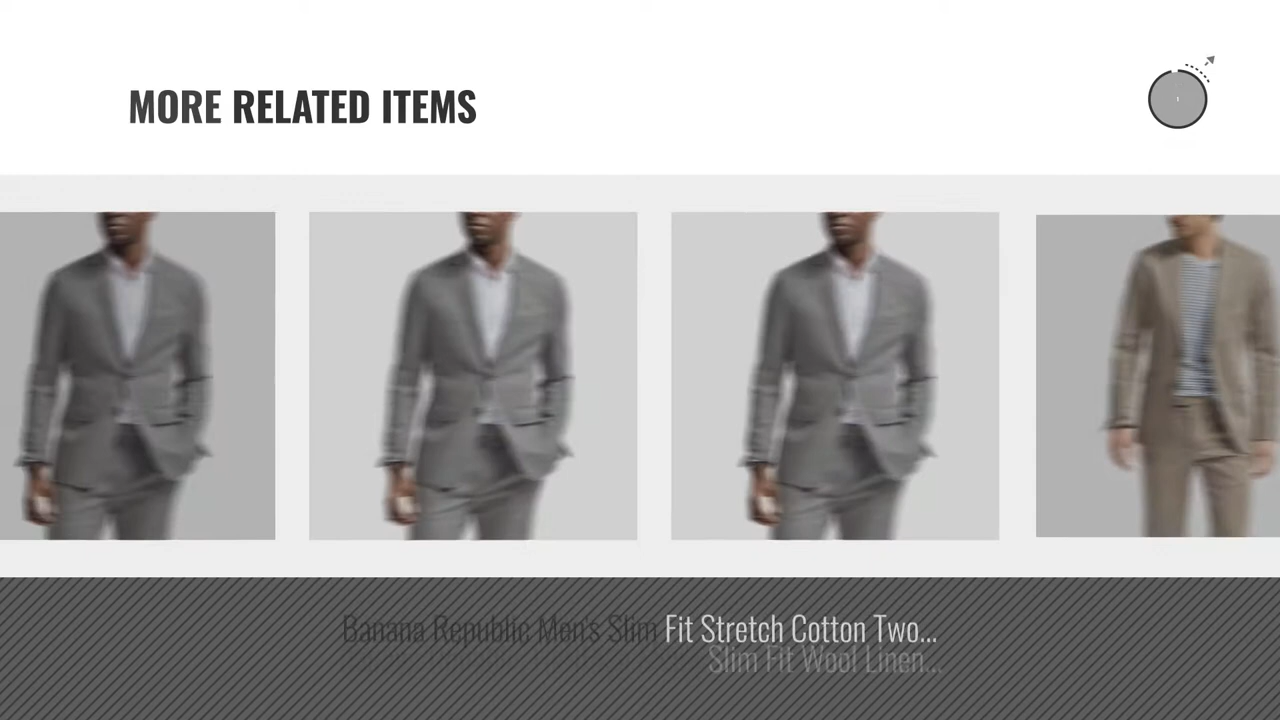 MORE RELATED ITEMS
Banana Republic Men's Slim Fit Stretch Cotton Two...
Slim Fit Wool Linen...